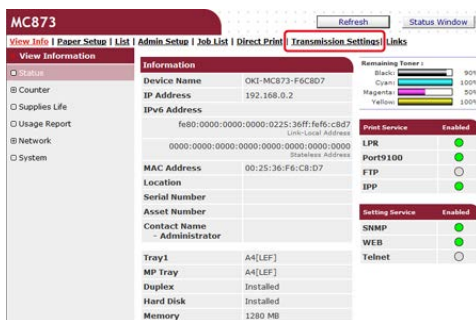 MC873
Refresh
Status Window
View Info | Paper Setup | List | Admin Setup | Job List | Direct Print | Transmission Settings | Links
View Information
Status
Counter
Supplies Life
Usage Report
Network
System
Information
Device Name OKI-MC873-F6C8D7
IP Address 192.168.0.2
IPv6 Address
fe80:0000:0000:0000:0225:36ff:fef6:c8d7
Link-Local Address
0000:0000:0000:0000:0000:0000:0000:0000
Stateless Address
MAC Address 00:25:36:F6:C8:D7
Location
Serial Number
Asset Number
Contact Name
- Administrator
Tray1 A4[LEF]
MP Tray A4[LEF]
Duplex Installed
Hard Disk Installed
Memory 1280 MB
Remaining Toner :
Black: 90%
Cyan: 100%
Magenta: 50%
Yellow: 100%
Print Service Enabled
LPR
Port9100
FTP
IPP
Setting Service Enabled
SNMP
WEB
Telnet